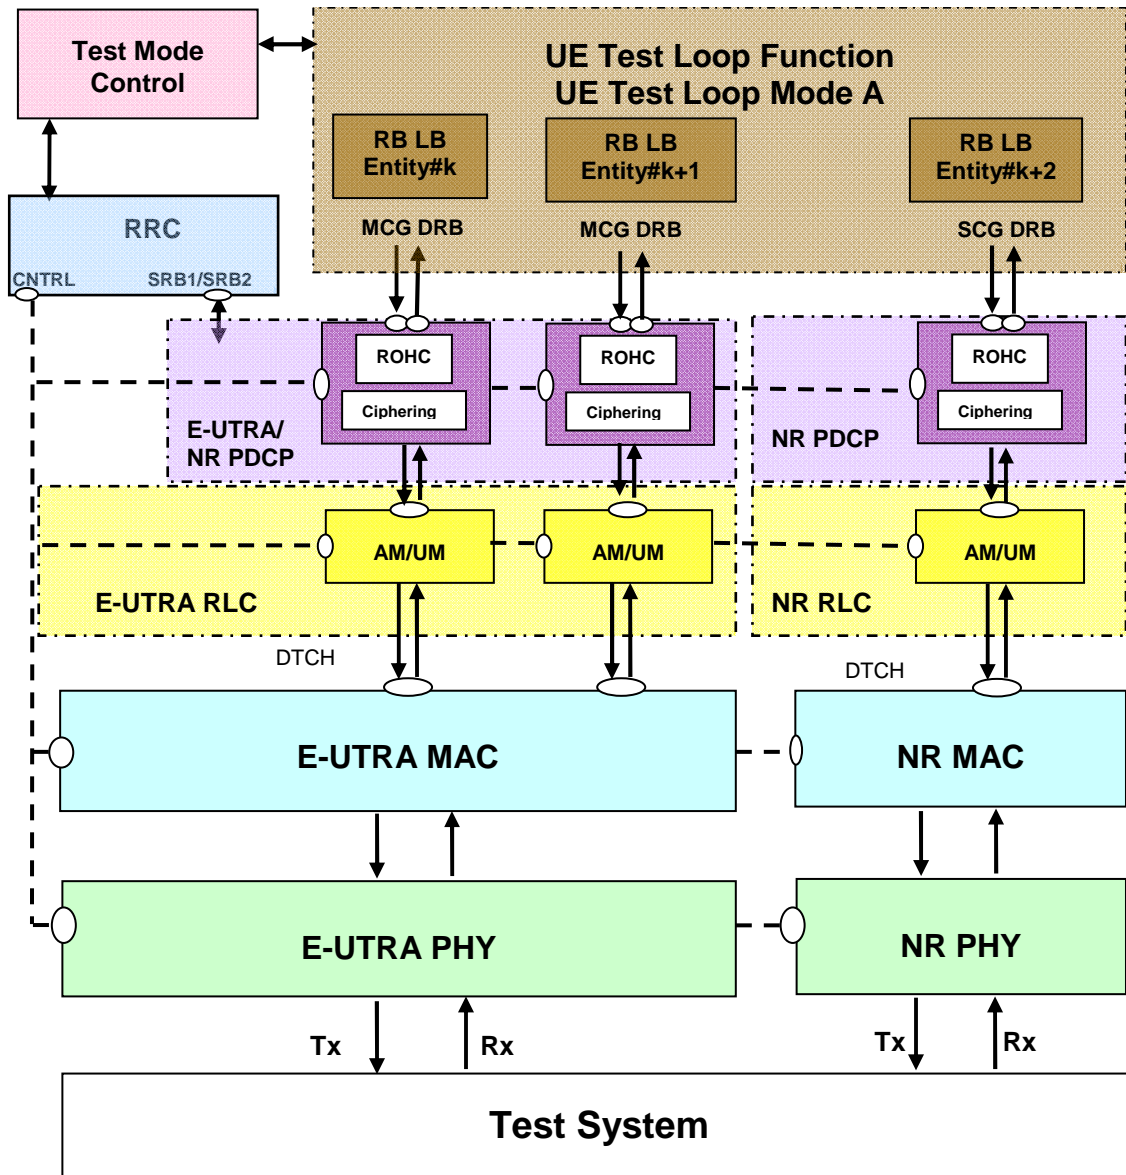 Test Mode
Control
UE Test Loop Function
UE Test Loop Mode A
RB LB
Entity#k
RB LB
Entity#k+1
RB LB
Entity#k+2
MCG DRB
MCG DRB
SCG DRB
RRC
CNTRL
SRB1/SRB2
ROHC
Ciphering
ROHC
Ciphering
ROHC
Ciphering
E-UTRA/
NR PDCP
NR PDCP
AM/UM
AM/UM
AM/UM
E-UTRA RLC
NR RLC
DTCH
DTCH
E-UTRA MAC
NR MAC
E-UTRA PHY
NR PHY
Tx
Rx
Tx
Rx
Test System